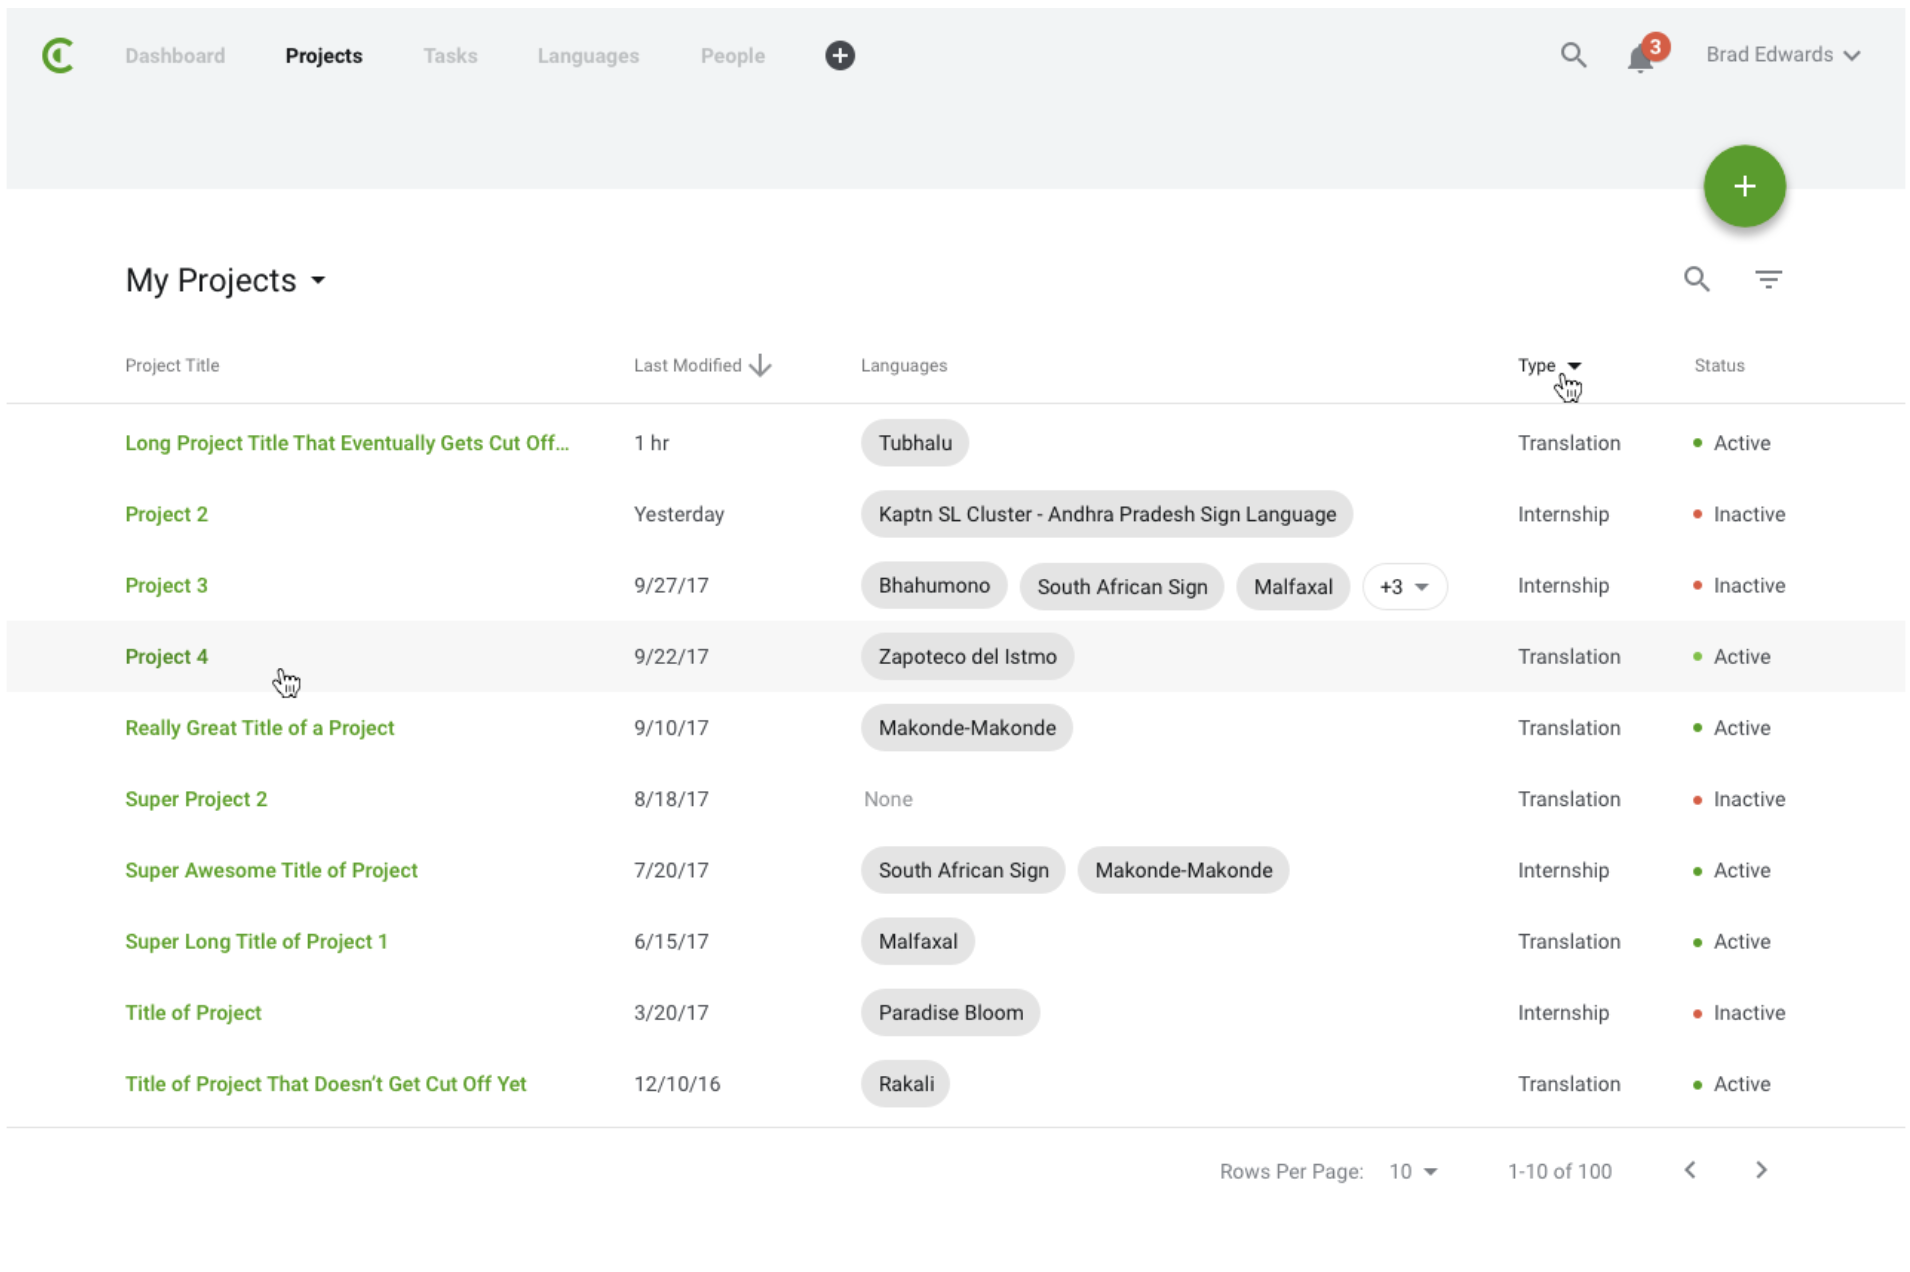 Dashboard Projects Tasks Languages People 3 Brad Edwards
My Projects
Project Title Last Modified Languages Type Status
Long Project Title That Eventually Gets Cut Off... 1 hr Tubhalu Translation Active
Project 2 Yesterday Kaptn SL Cluster - Andhra Pradesh Sign Language Internship Inactive
Project 3 9/27/17 Bhahumono South African Sign Malfaxal +3 Internship Inactive
Project 4 9/22/17 Zapoteco del Istmo Translation Active
Really Great Title of a Project 9/10/17 Makonde-Makonde Translation Active
Super Project 2 8/18/17 None Translation Inactive
Super Awesome Title of Project 7/20/17 South African Sign Makonde-Makonde Internship Active
Super Long Title of Project 1 6/15/17 Malfaxal Translation Active
Title of Project 3/20/17 Paradise Bloom Internship Inactive
Title of Project That Doesn’t Get Cut Off Yet 12/10/16 Rakali Translation Active
Rows Per Page: 10 1-10 of 100